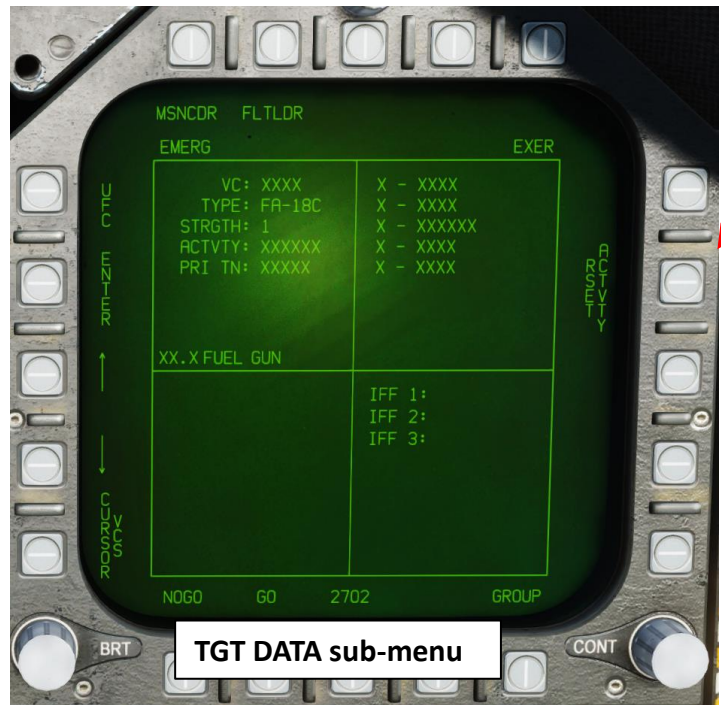 MSNCDR FLTLDR
EMERG EXER
VC: XXXX
TYPE: FA-18C
STRGTH: 1
ACTVTY: XXXXXX
PRI TN: XXXXX
XX.X FUEL GUN
X - XXXX
X - XXXX
X - XXXXXX
X - XXXX
X - XXXX
UFC ENTER
↑
↓
CURSOR
VCS
ACTVTY
RSET
IFF 1:
IFF 2:
IFF 3:
NOGO GO 2702 GROUP
BRT
CONT
TGT DATA sub-menu